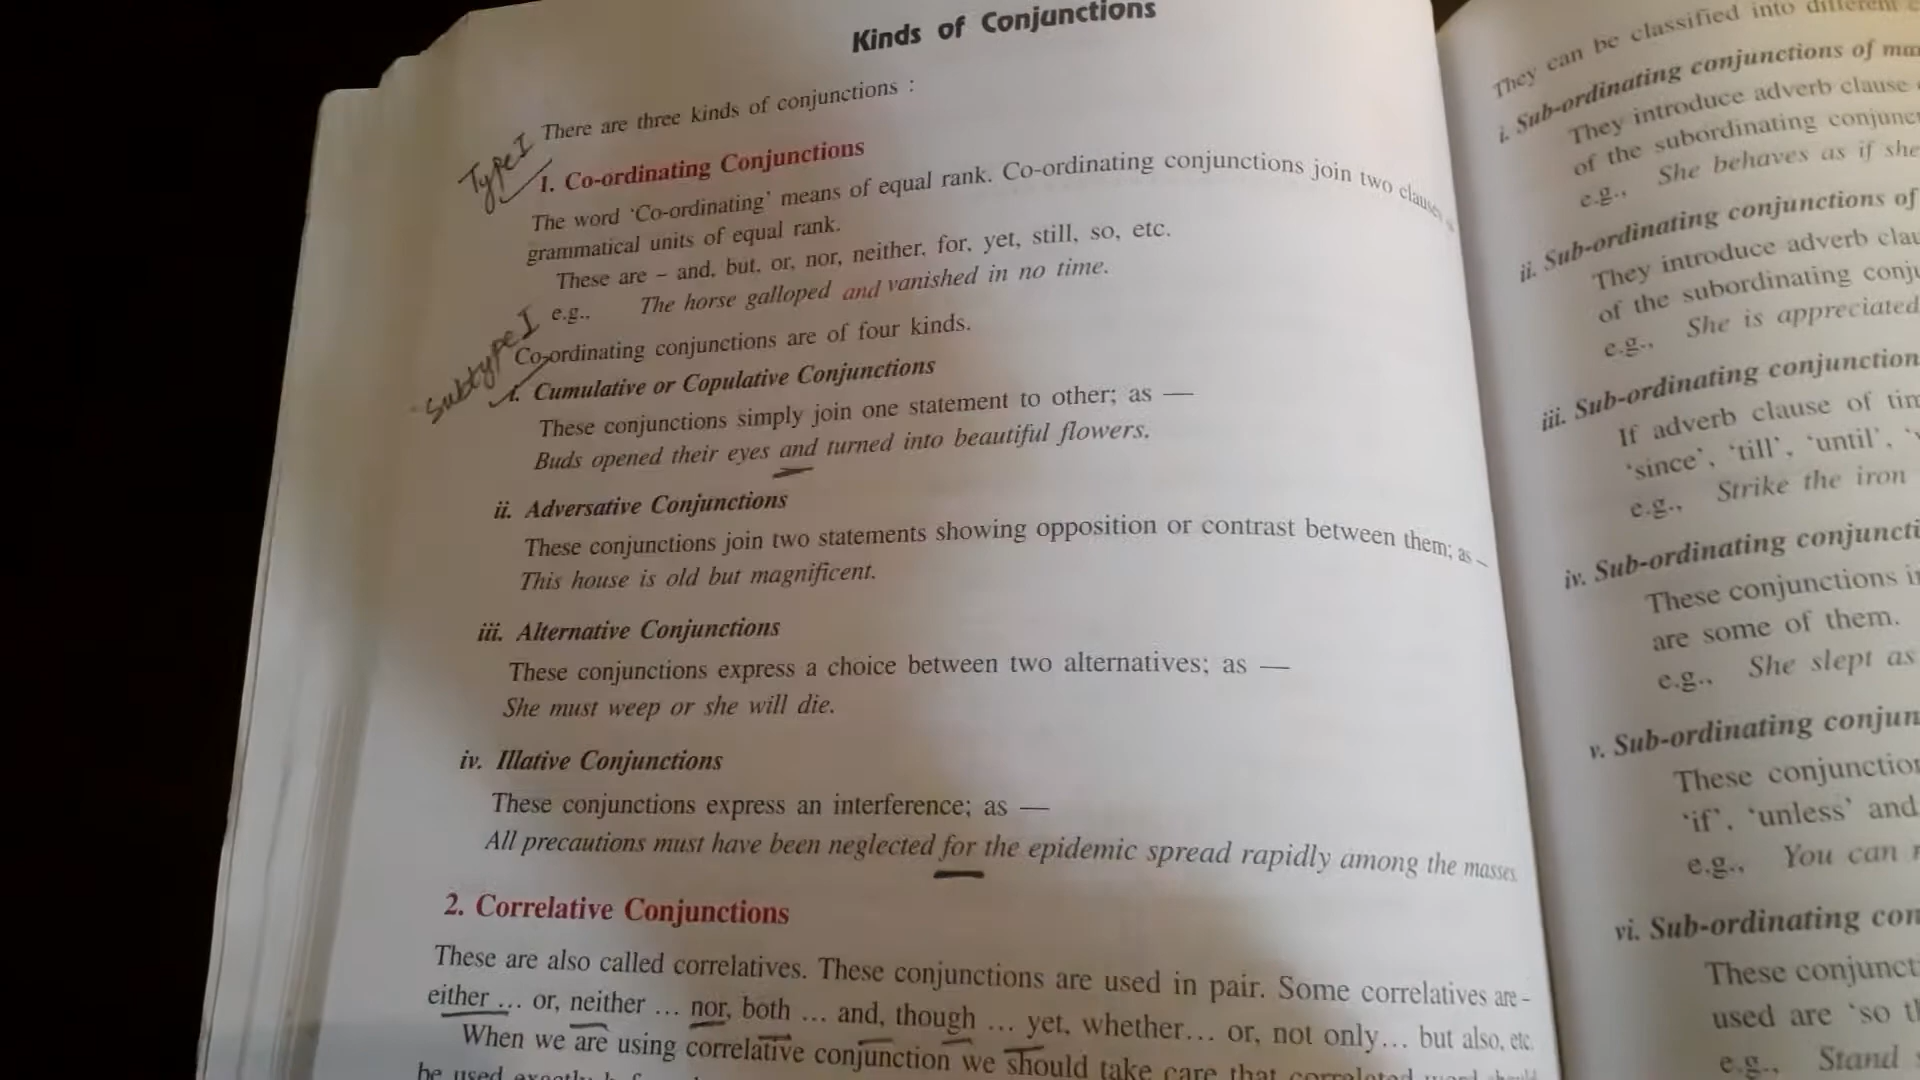 Kinds of Conjunctions
There are three kinds of conjunctions :
Type I
1. Co-ordinating Conjunctions
The word ‘Co-ordinating’ means of equal rank. Co-ordinating conjunctions join two clauses
grammatical units of equal rank.
These are – and, but, or, nor, neither, for, yet, still, so, etc.
e.g., The horse galloped and vanished in no time.
Subtype I
Co-ordinating conjunctions are of four kinds.
i. Cumulative or Copulative Conjunctions
These conjunctions simply join one statement to other; as —
Buds opened their eyes and turned into beautiful flowers.
ii. Adversative Conjunctions
These conjunctions join two statements showing opposition or contrast between them; as –
This house is old but magnificent.
iii. Alternative Conjunctions
These conjunctions express a choice between two alternatives; as —
She must weep or she will die.
iv. Illative Conjunctions
These conjunctions express an interference; as —
All precautions must have been neglected for the epidemic spread rapidly among the masses.
2. Correlative Conjunctions
These are also called correlatives. These conjunctions are used in pair. Some correlatives are –
either ... or, neither ... nor, both ... and, though ... yet, whether... or, not only... but also, etc.
When we are using correlative conjunction we should take care that correlated word should
be used exactly
They can be classified into different
i. Sub-ordinating conjunctions of
They introduce adverb clause
of the subordinating
e.g., She behaves as if she
ii. Sub-ordinating conjunctions of
They introduce adverb
of the subordinating
e.g., She is appreciated
iii. Sub-ordinating
If adverb clause of
‘since’, ‘till’, ‘until’,
e.g., Strike the iron
iv. Sub-ordinating
These conjunctions
are some of them.
e.g., She slept as
v. Sub-ordinating
These
‘if’, ‘unless’ and
e.g., You can
vi. Sub-ordinating
These
used are ‘so
e.g., Stand